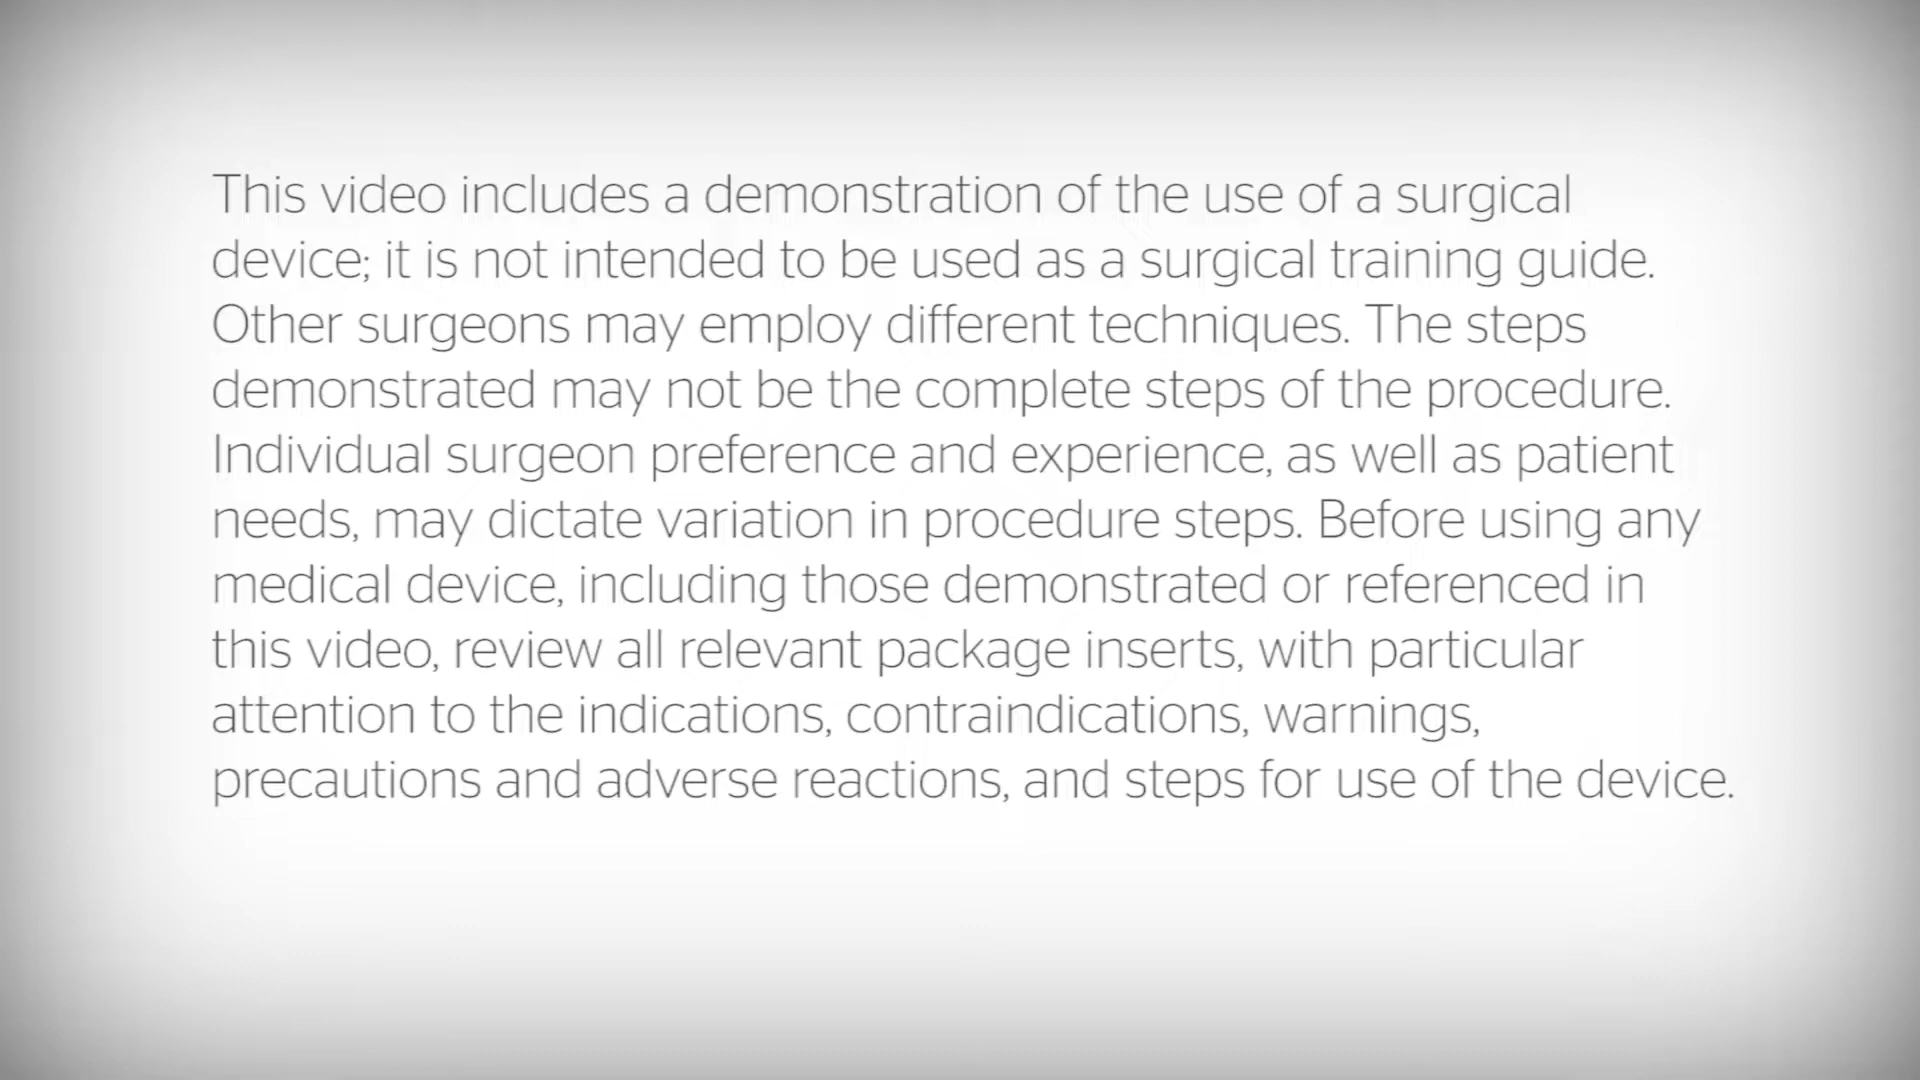 This video includes a demonstration of the use of a surgical
device; it is not intended to be used as a surgical training guide.
Other surgeons may employ different techniques. The steps
demonstrated may not be the complete steps of the procedure.
Individual surgeon preference and experience, as well as patient
needs, may dictate variation in procedure steps. Before using any
medical device, including those demonstrated or referenced in
this video, review all relevant package inserts, with particular
attention to the indications, contraindications, warnings,
precautions and adverse reactions, and steps for use of the device.